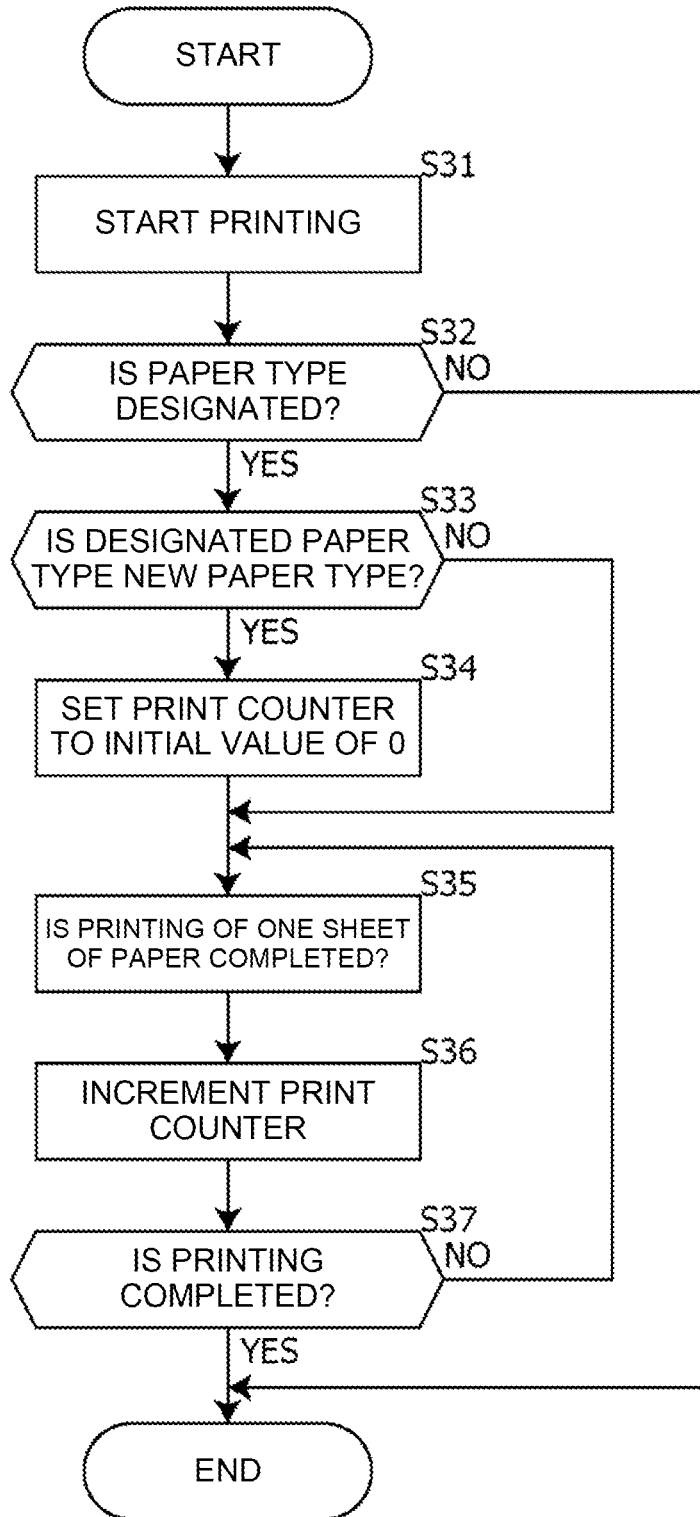 START
S31
START PRINTING
S32
IS PAPER TYPE
DESIGNATED?
NO
YES
S33
IS DESIGNATED PAPER
TYPE NEW PAPER TYPE?
NO
YES
S34
SET PRINT COUNTER
TO INITIAL VALUE OF 0
S35
IS PRINTING OF ONE SHEET
OF PAPER COMPLETED?
S36
INCREMENT PRINT
COUNTER
S37
IS PRINTING
COMPLETED?
NO
YES
END